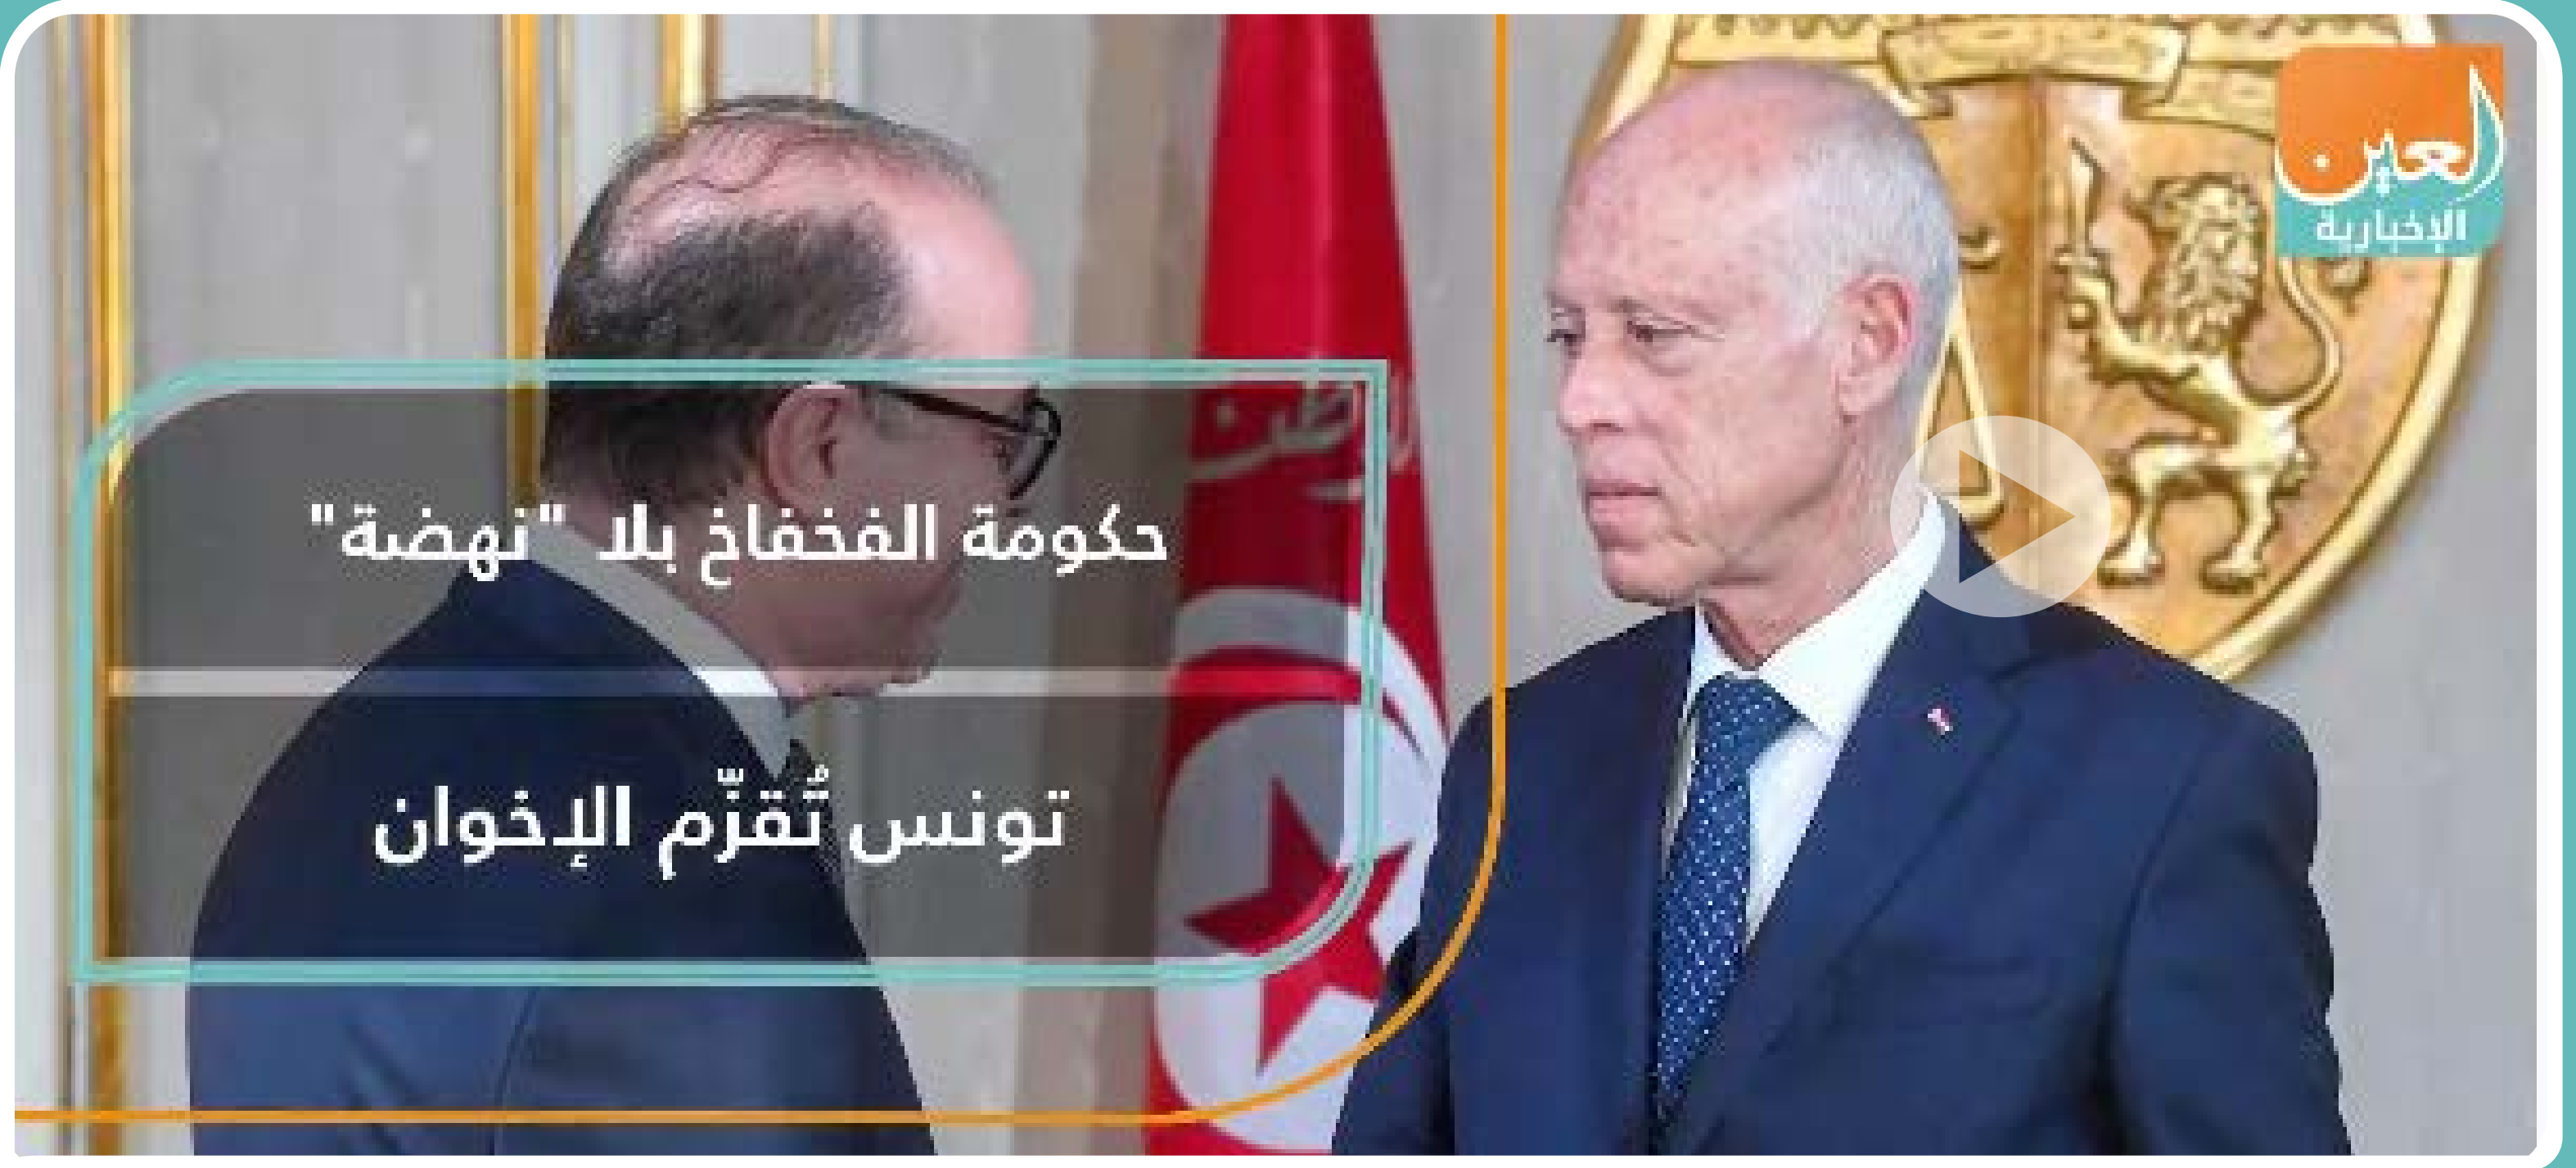 العين
الإخبارية
حكومة الفخفاخ بلا "نهضة"
تونس تُقزّم الإخوان